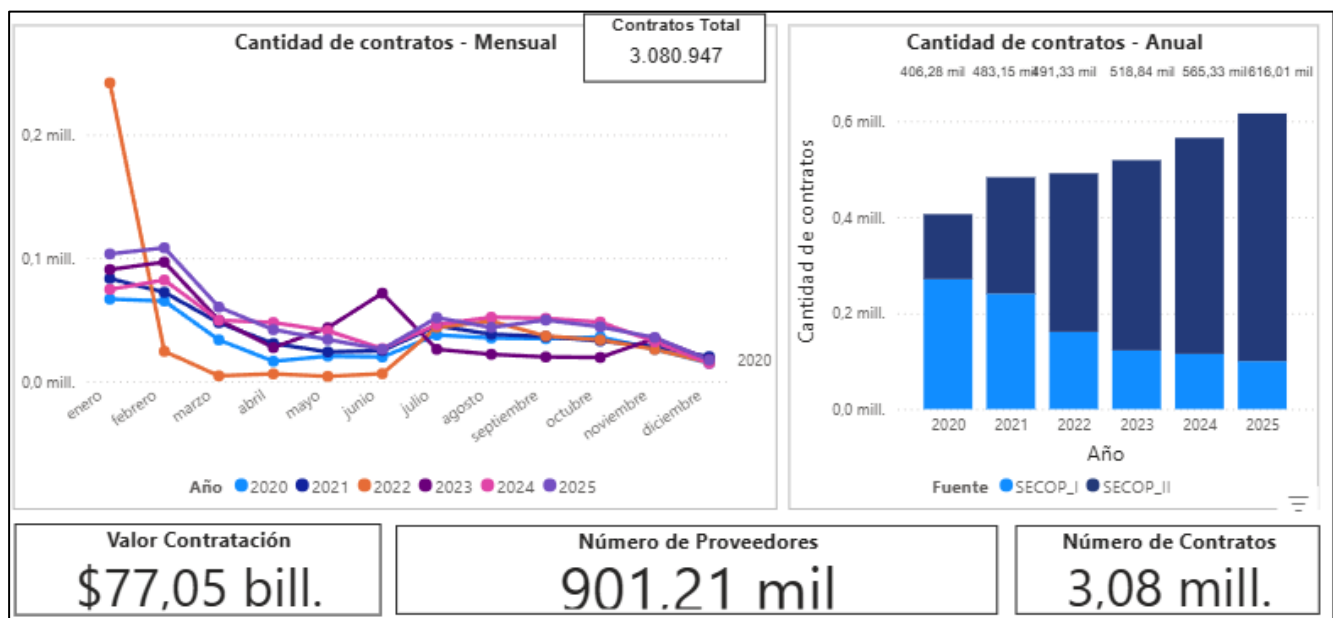 Cantidad de contratos - Mensual
Contratos Total
3.080.947
0,2 mill.
0,1 mill.
0,0 mill.
enero
febrero
marzo
abril
mayo
junio
julio
agosto
septiembre
octubre
noviembre
diciembre
2020
Año 2020 2021 2022 2023 2024 2025
Cantidad de contratos - Anual
406,28 mil 483,15 mil 491,33 mil 518,84 mil 565,33 mil 616,01 mil
Cantidad de contratos
0,6 mill.
0,4 mill.
0,2 mill.
0,0 mill.
2020 2021 2022 2023 2024 2025
Año
Fuente SECOP_I SECOP_II
Valor Contratación
$77,05 bill.
Número de Proveedores
901,21 mil
Número de Contratos
3,08 mill.